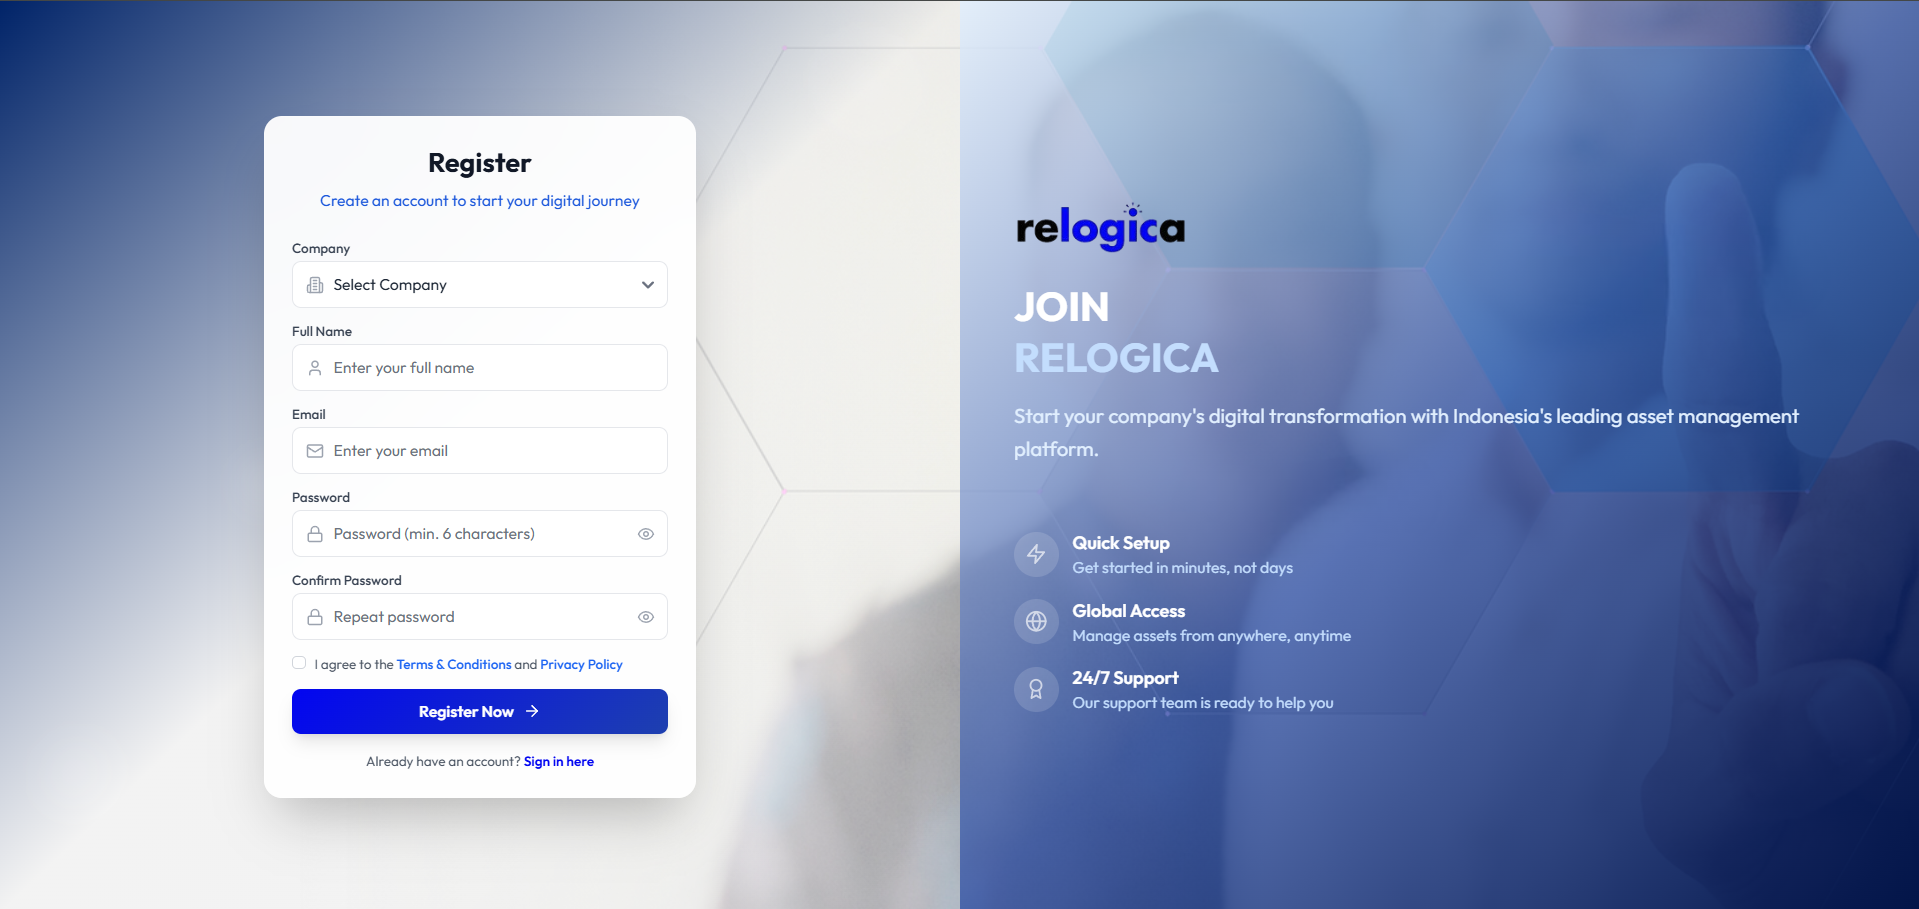 Register
Create an account to start your digital journey
Company
Select Company
Full Name
Enter your full name
Email
Enter your email
Password
Password (min. 6 characters)
Confirm Password
Repeat password
I agree to the Terms & Conditions and Privacy Policy
Register Now
Already have an account? Sign in here
relogica
JOIN
RELOGICA
Start your company's digital transformation with Indonesia's leading asset management
platform.
Quick Setup
Get started in minutes, not days
Global Access
Manage assets from anywhere, anytime
24/7 Support
Our support team is ready to help you